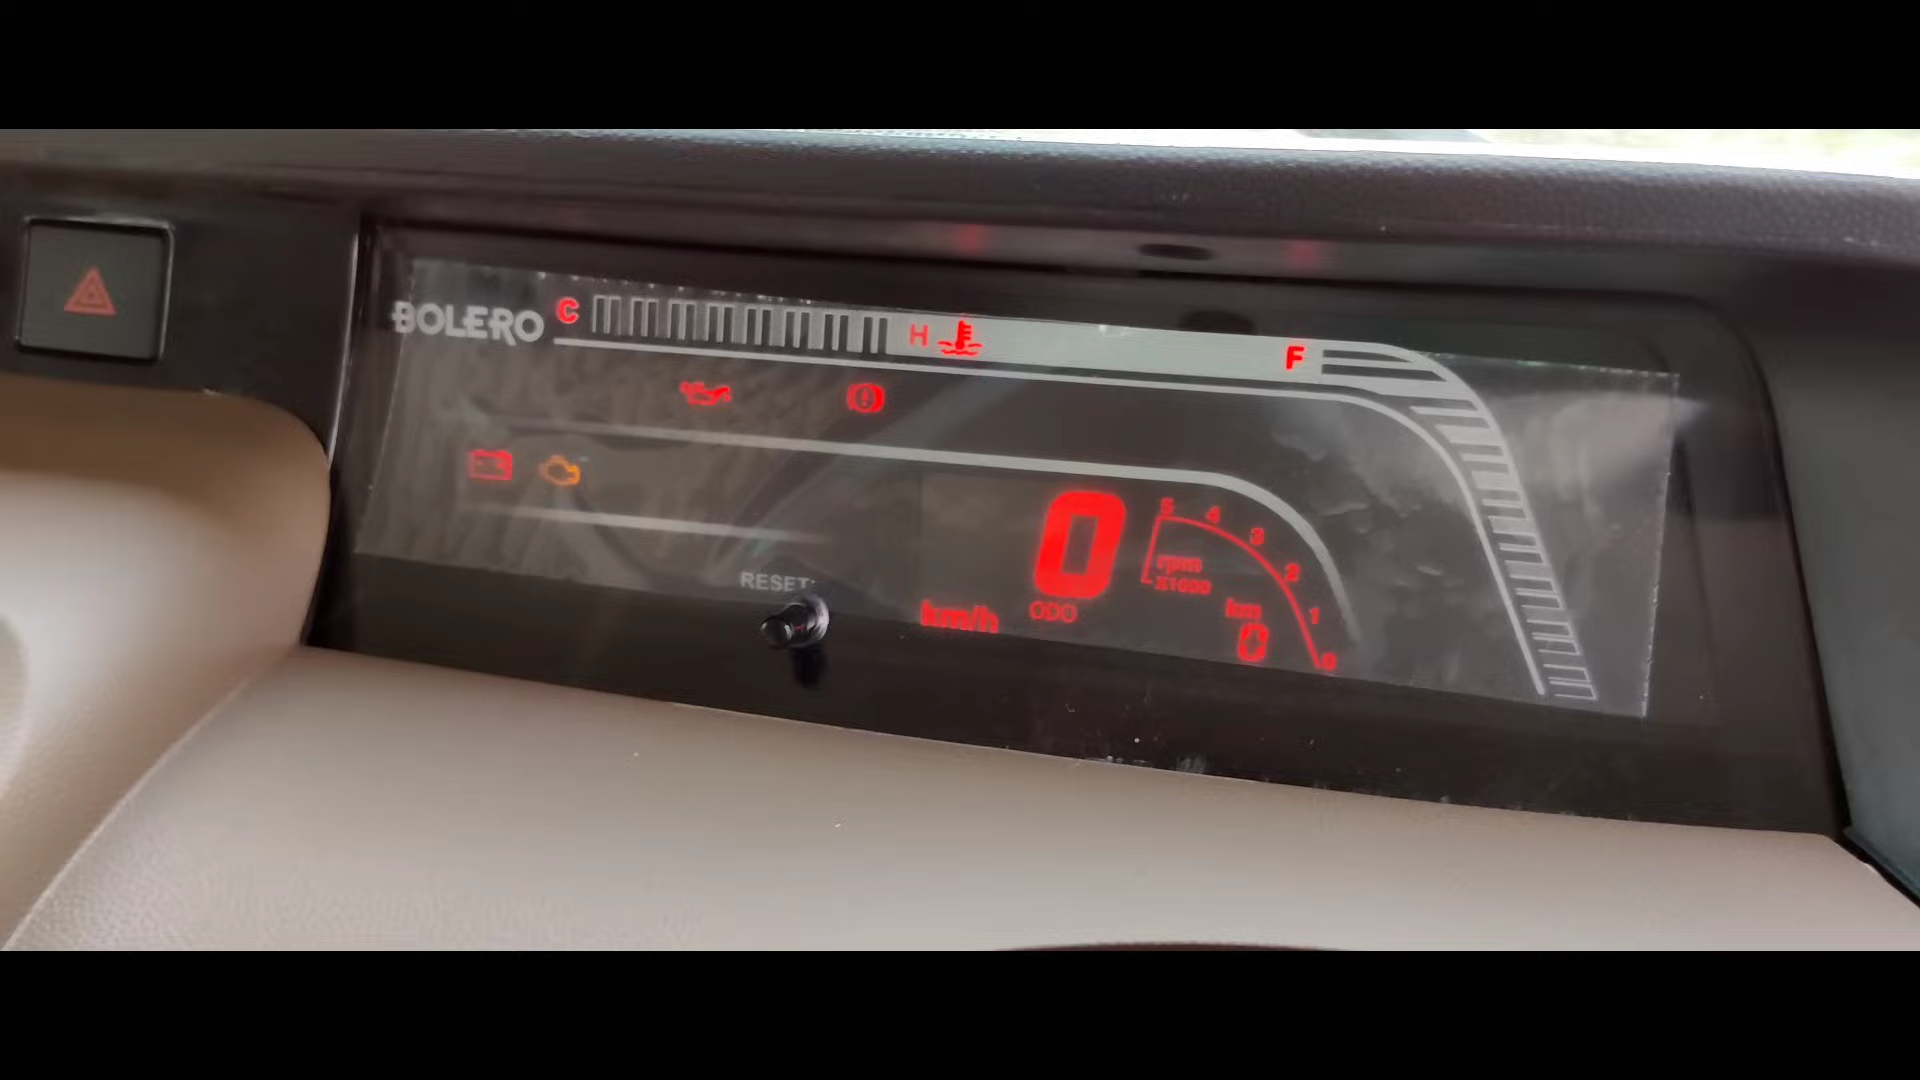 BOLERO C H F
5 4 3 2 1 0
rpm
X1000
RESET
km/h
0
ODO
km
0